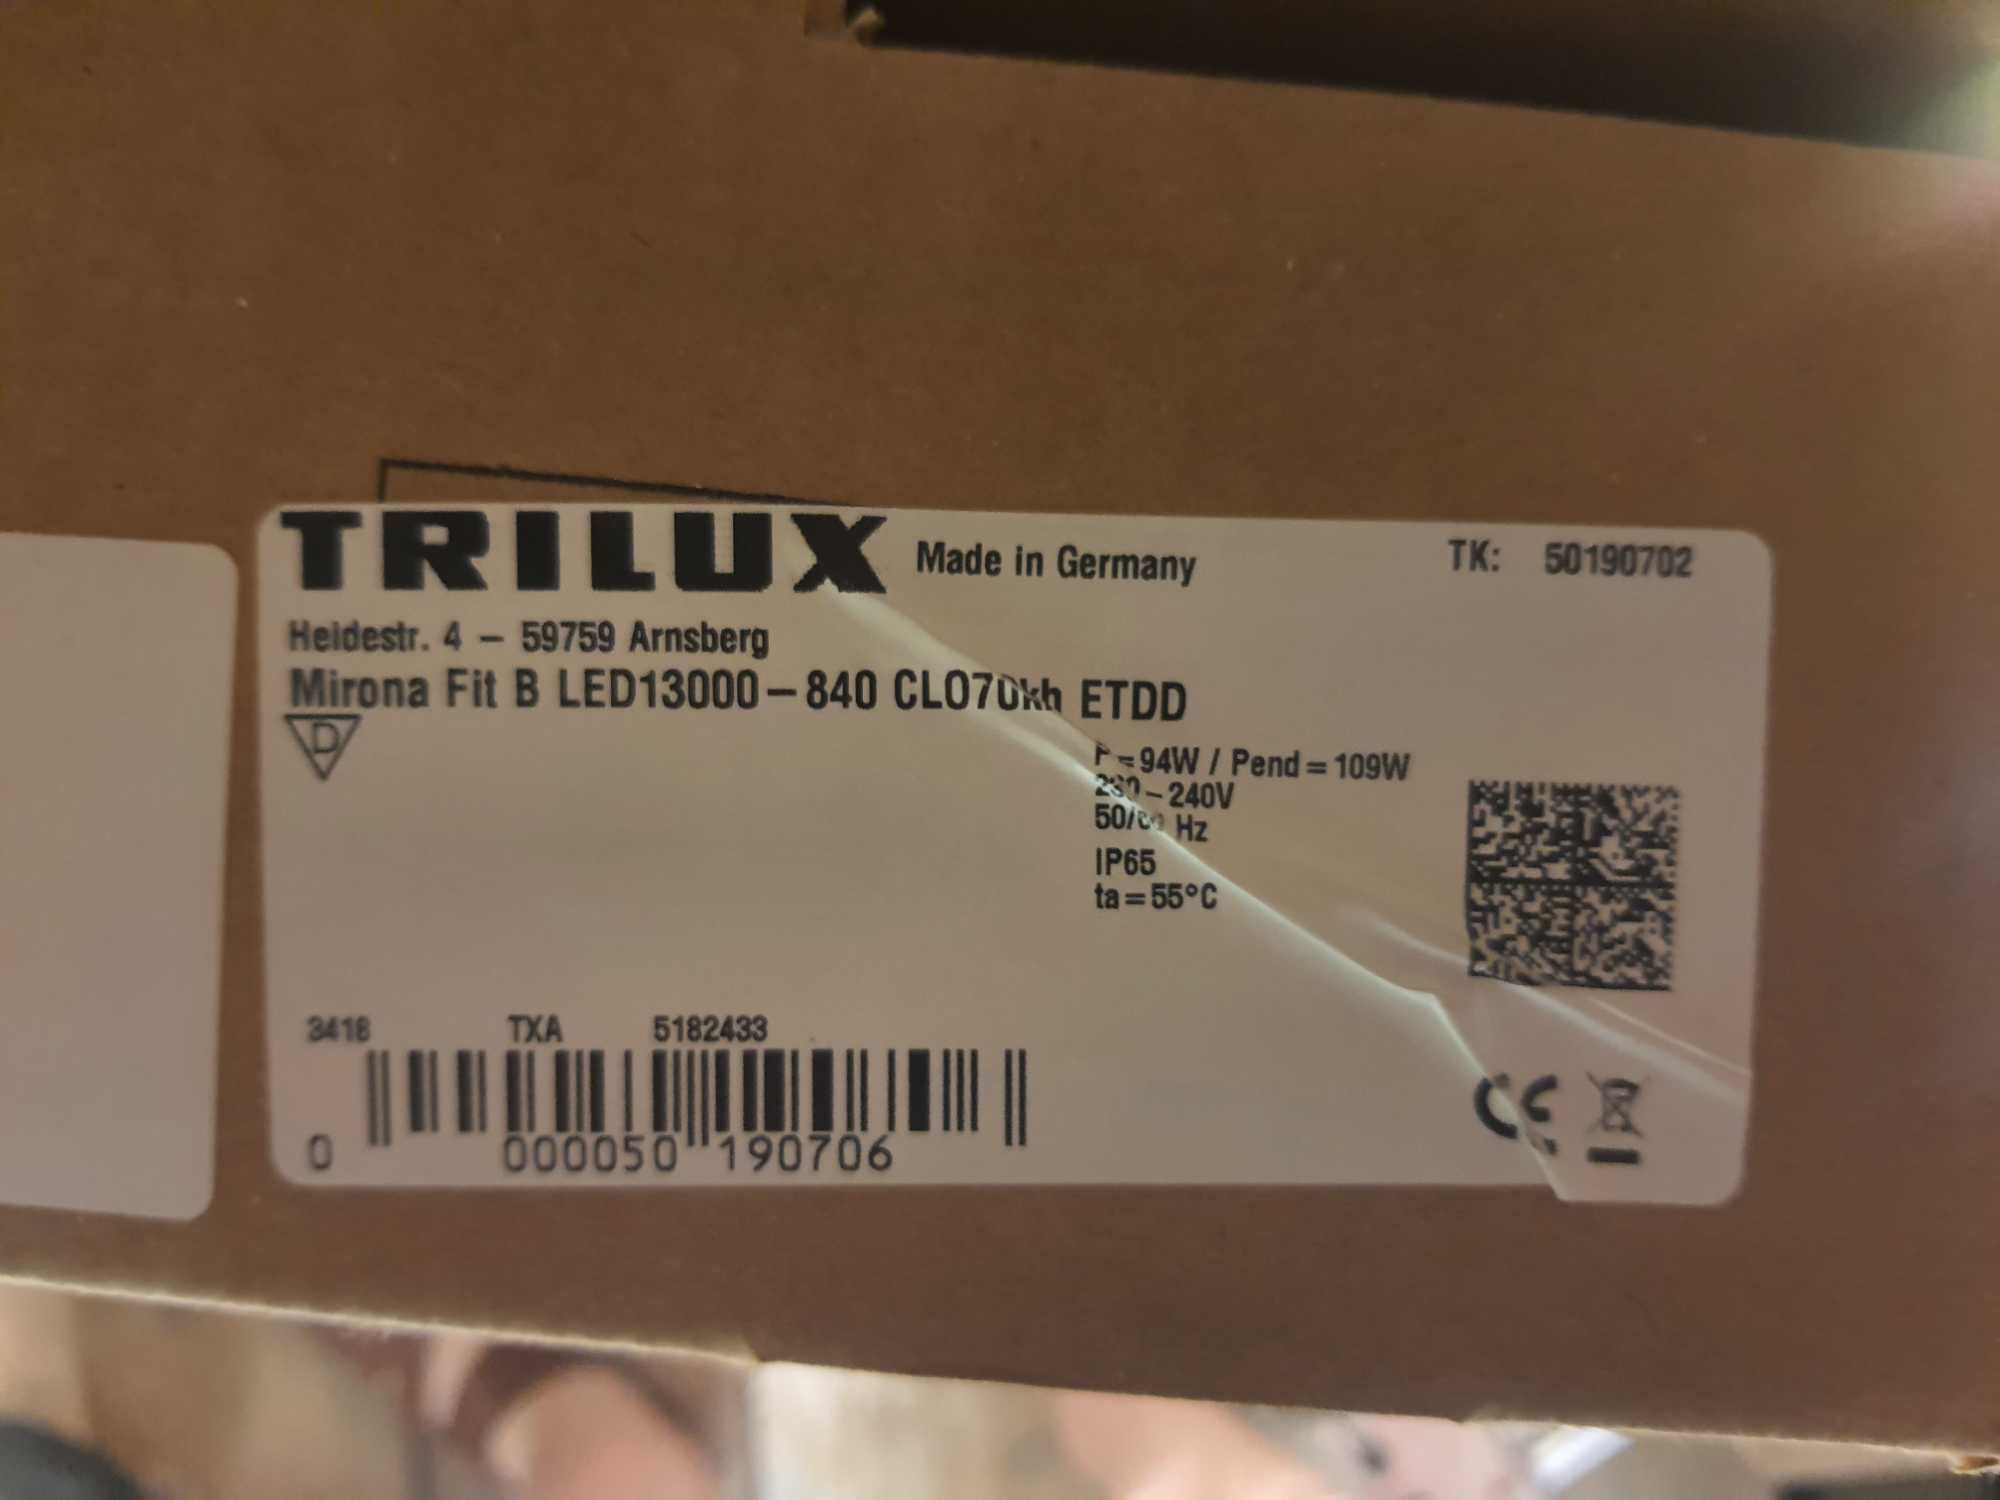 TRILUX Made in Germany TK: 50190702
Heidestr. 4 – 59759 Arnsberg
Mirona Fit B LED13000–840 CLO70kh ETDD
D
P=94W / Pend=109W
–240V
Hz
IP65
ta=55°C
3418 TXA 5182433
0 000050 190706
CE